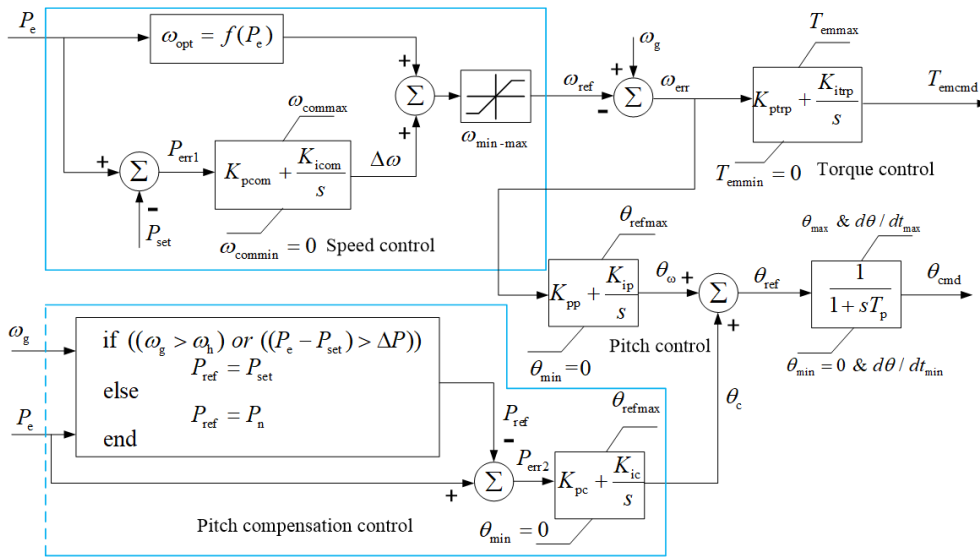 P_e
ω_opt = f(P_e)
+
+
Σ
ω_min-max
ω_ref
ω_g
+
-
Σ
ω_err
T_emmax
K_ptrp + K_itrp / s
T_emcmd
T_emmin = 0
Torque control
+
Σ
-
P_set
P_err1
ω_commax
K_pcom + K_icom / s
Δω
ω_commin = 0
Speed control
θ_refmax
K_pp + K_ip / s
θ_ω
θ_min = 0
Pitch control
+
+
Σ
θ_ref
θ_max & dθ / dt_max
1 / 1 + sT_p
θ_cmd
θ_min = 0 & dθ / dt_min
θ_c
ω_g
P_e
if ((ω_g > ω_h) or ((P_e − P_set) > ΔP))
P_ref = P_set
else
P_ref = P_n
end
P_ref
-
+
Σ
P_err2
θ_refmax
K_pc + K_ic / s
θ_min = 0
Pitch compensation control